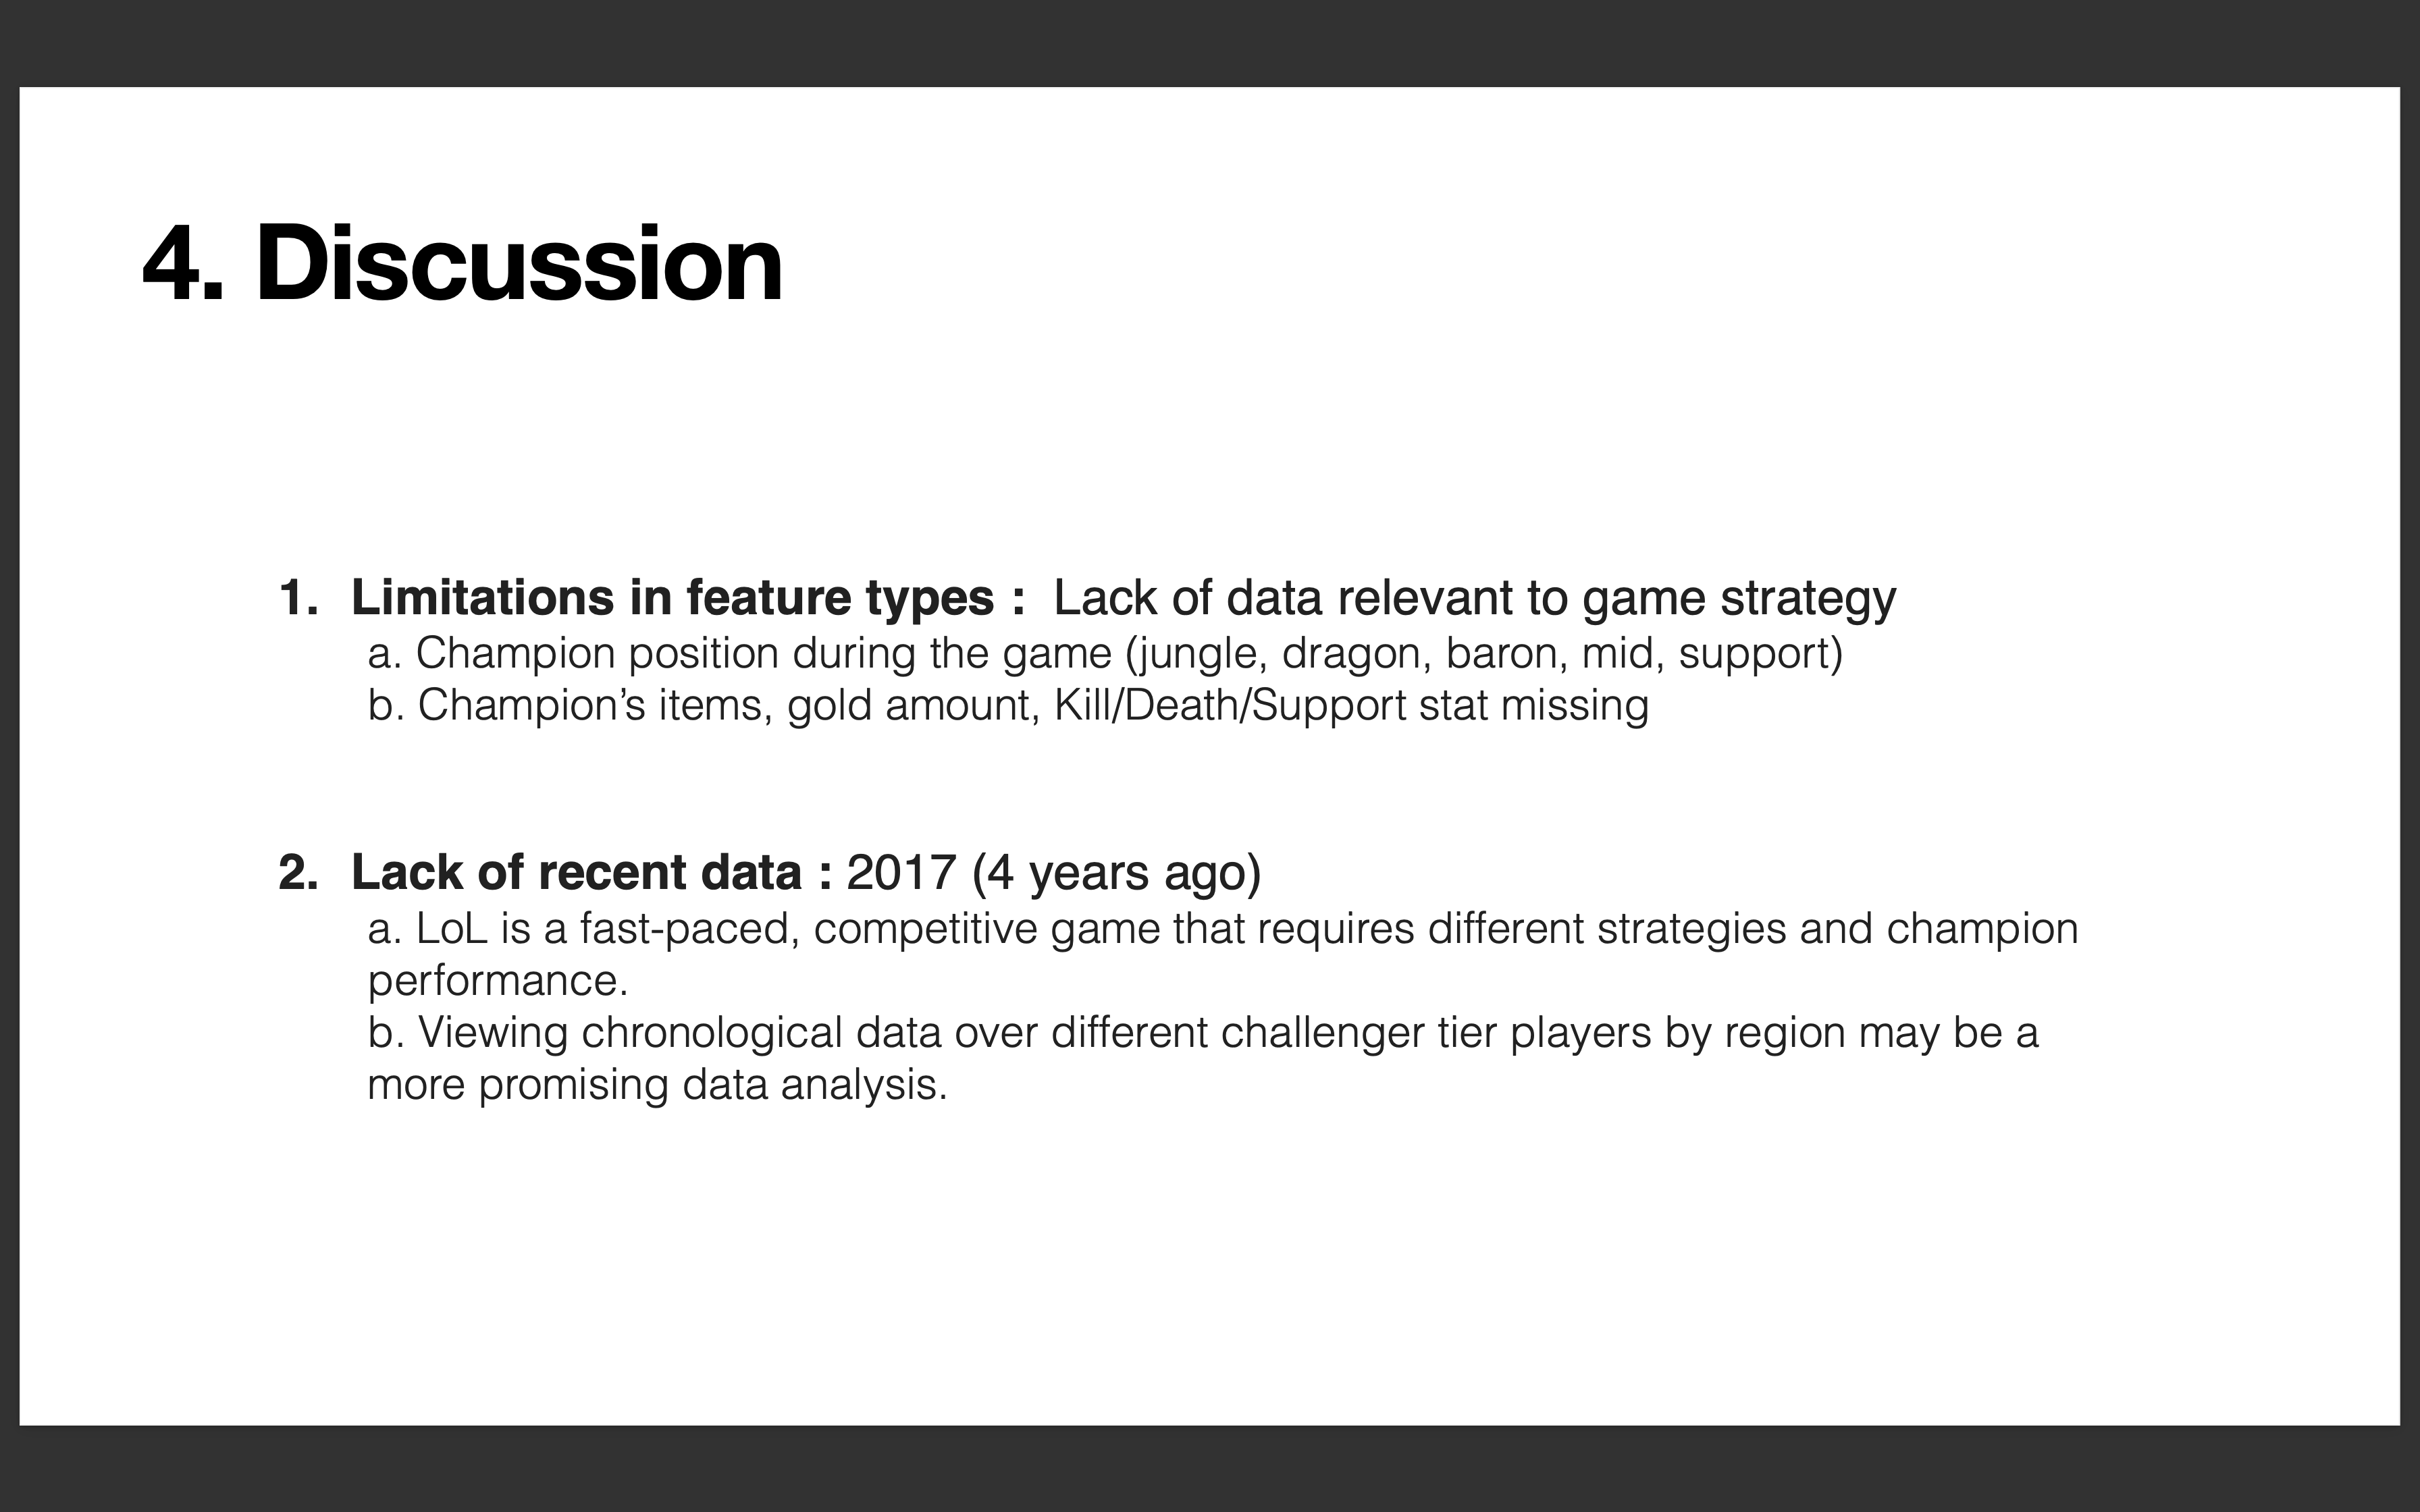 4. Discussion
1. Limitations in feature types : Lack of data relevant to game strategy
a. Champion position during the game (jungle, dragon, baron, mid, support)
b. Champion’s items, gold amount, Kill/Death/Support stat missing
2. Lack of recent data : 2017 (4 years ago)
a. LoL is a fast-paced, competitive game that requires different strategies and champion
performance.
b. Viewing chronological data over different challenger tier players by region may be a
more promising data analysis.